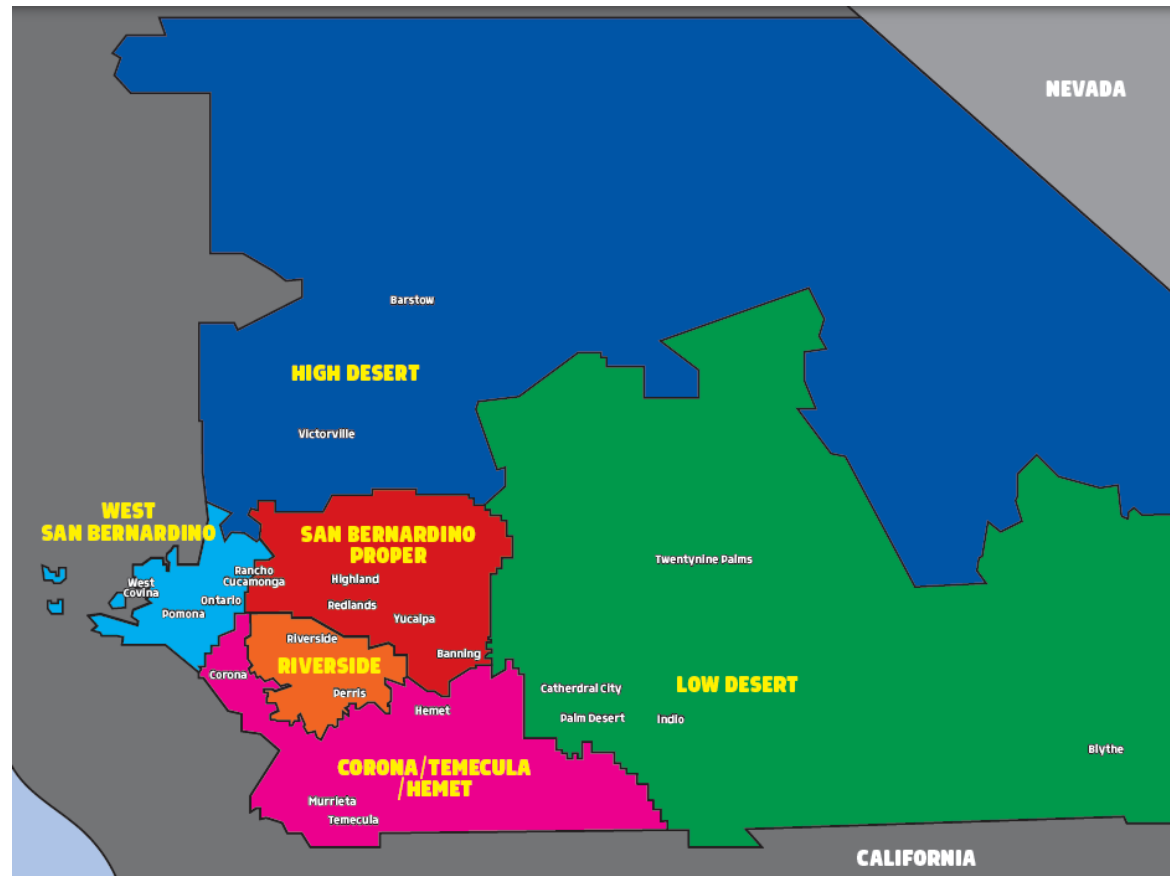 NEVADA
Barstow
HIGH DESERT
Victorville
WEST
SAN BERNARDINO
SAN BERNARDINO
PROPER
Twentynine Palms
Rancho
Cucamonga
Highland
West
Covina
Ontario
Pomona
Redlands
Yucaipa
Riverside
Banning
RIVERSIDE
Corona
Perris
Catherdral City
LOW DESERT
Hemet
Palm Desert
Indio
Blythe
CORONA/TEMECULA
/HEMET
Murrieta
Temecula
CALIFORNIA